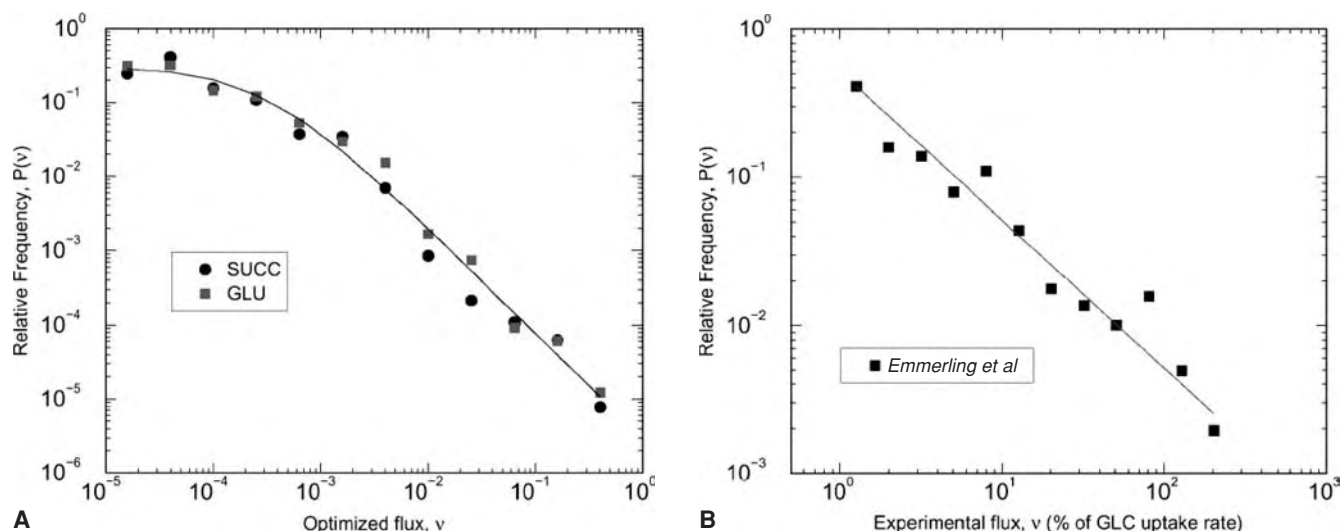 10^0
10^-1
10^-2
10^-3
10^-4
10^-5
10^-6
Relative Frequency, P(ν)
SUCC
GLU
10^-5 10^-4 10^-3 10^-2 10^-1 10^0
Optimized flux, ν
A
10^0
10^-1
10^-2
10^-3
Relative Frequency, P(ν)
Emmerling et al
10^0 10^1 10^2 10^3
Experimental flux, ν (% of GLC uptake rate)
B